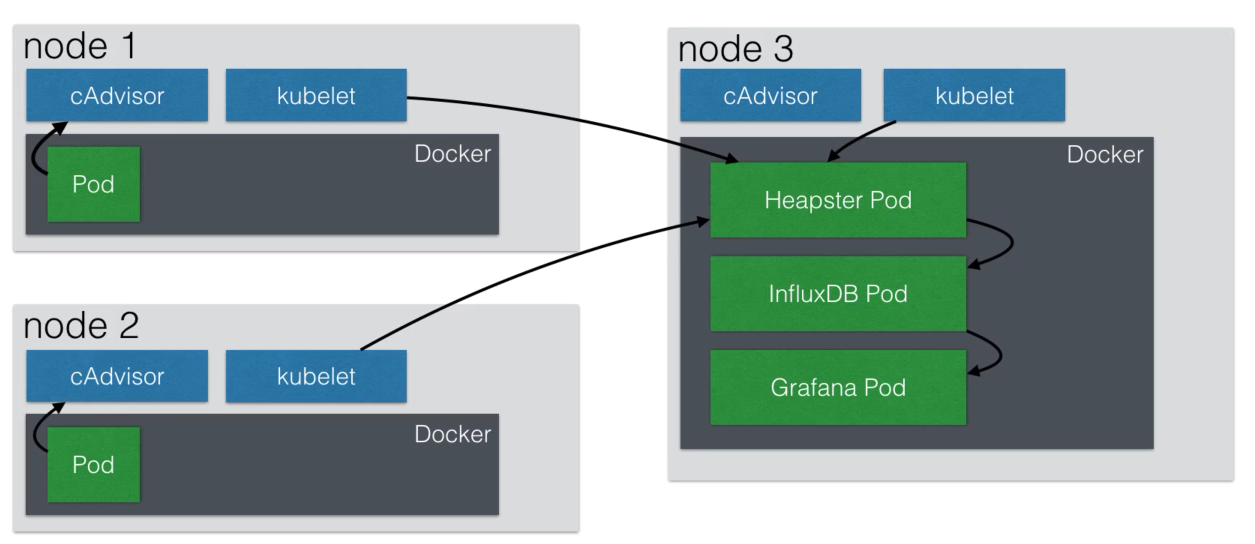 node 1
cAdvisor
kubelet
Docker
Pod
node 2
cAdvisor
kubelet
Docker
Pod
node 3
cAdvisor
kubelet
Docker
Heapster Pod
InfluxDB Pod
Grafana Pod